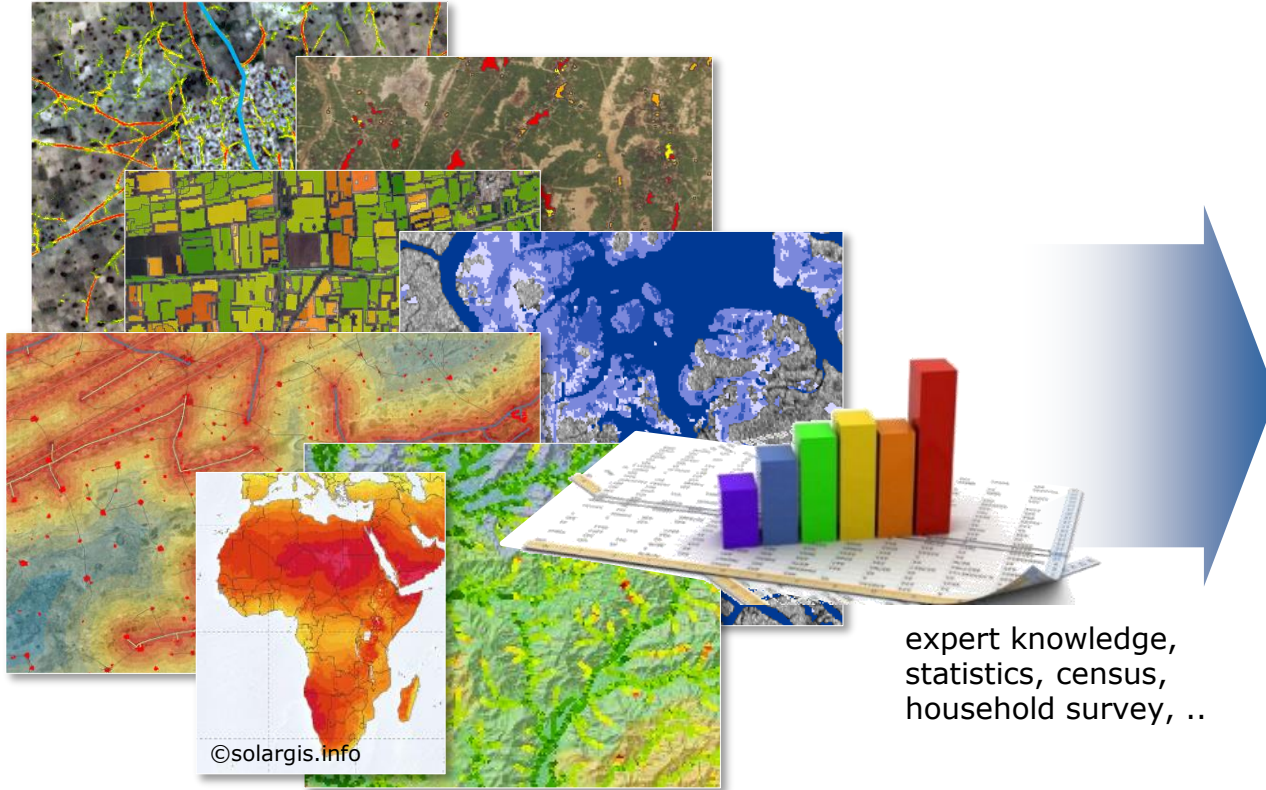 ©solargis.info
expert knowledge,
statistics, census,
household survey, ..